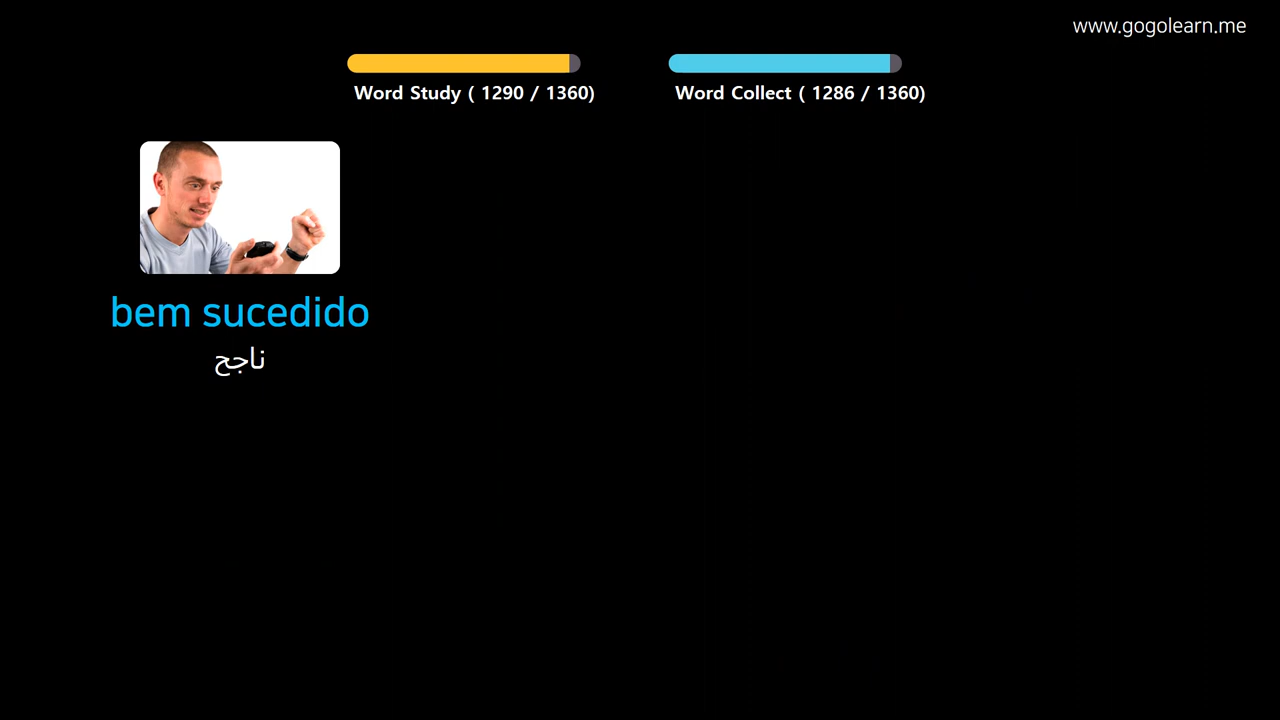 www.gogolearn.me
Word Study ( 1290 / 1360)
Word Collect ( 1286 / 1360)
bem sucedido
ناجح